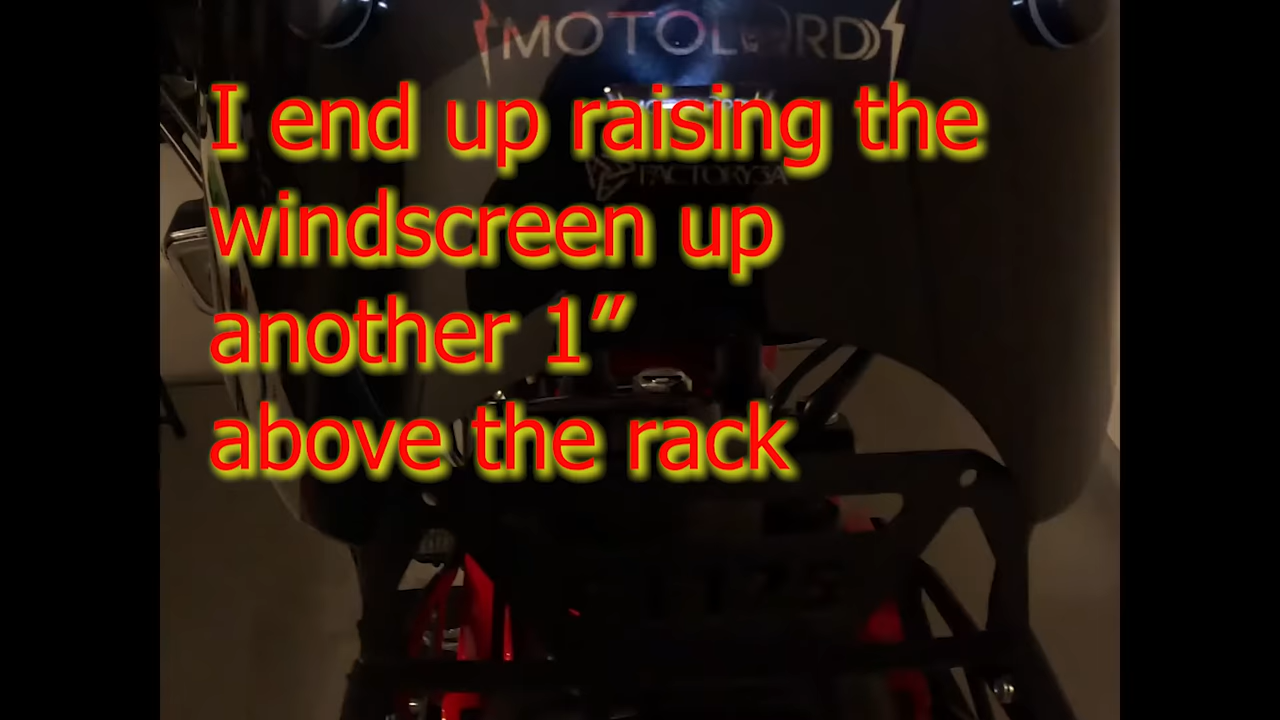 MOTOLORD
I end up raising the
windscreen up
another 1”
above the rack
FACTORY3A